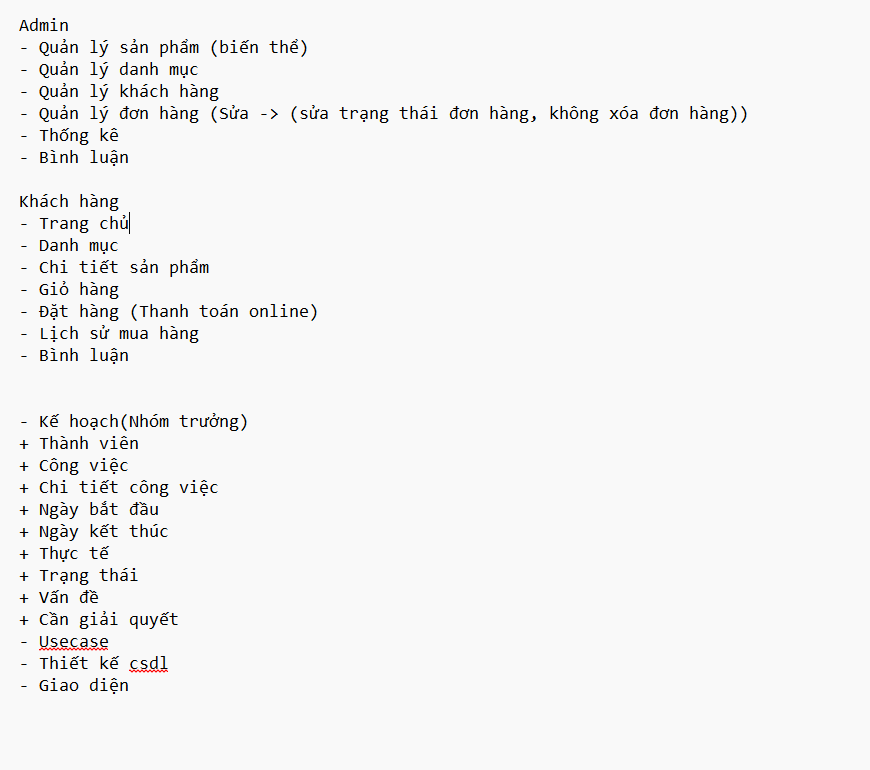 Admin
- Quản lý sản phẩm (biến thể)
- Quản lý danh mục
- Quản lý khách hàng
- Quản lý đơn hàng (Sửa -> (sửa trạng thái đơn hàng, không xóa đơn hàng))
- Thống kê
- Bình luận
Khách hàng
- Trang chủ
- Danh mục
- Chi tiết sản phẩm
- Giỏ hàng
- Đặt hàng (Thanh toán online)
- Lịch sử mua hàng
- Bình luận
- Kế hoạch(Nhóm trưởng)
+ Thành viên
+ Công việc
+ Chi tiết công việc
+ Ngày bắt đầu
+ Ngày kết thúc
+ Thực tế
+ Trạng thái
+ Vấn đề
+ Cần giải quyết
- Usecase
- Thiết kế csdl
- Giao diện